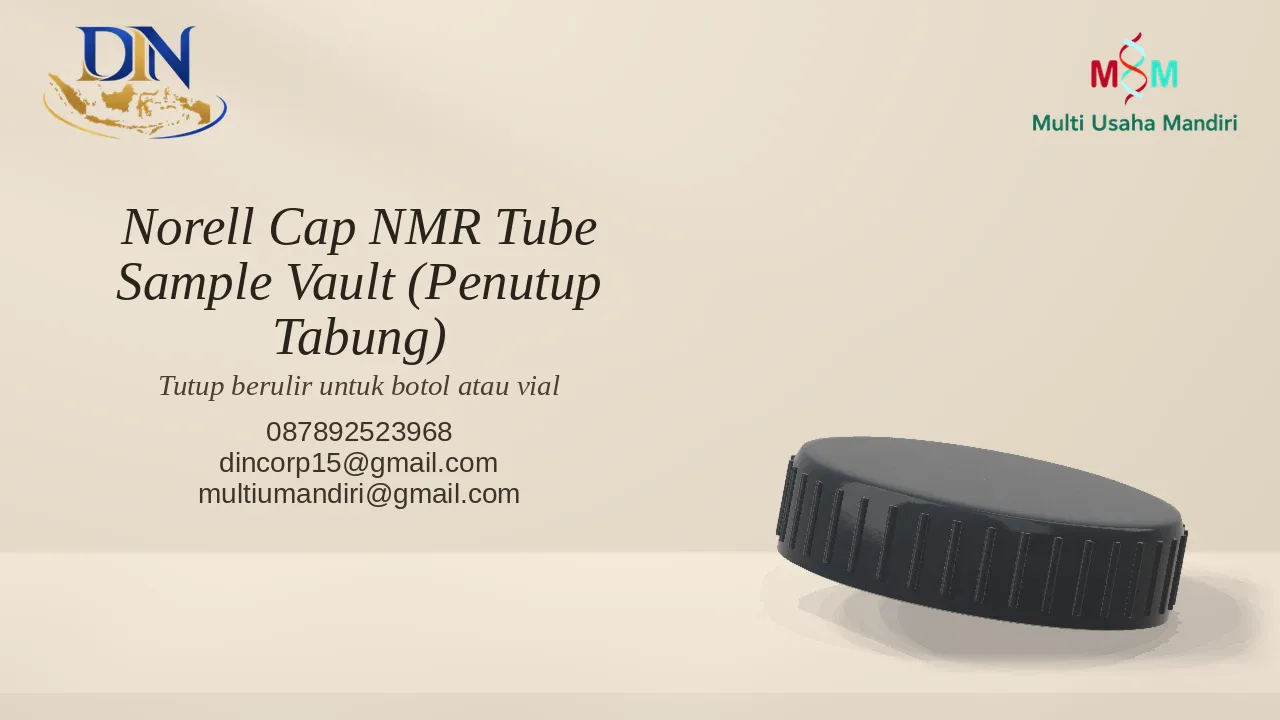 DIN
MSM
Multi Usaha Mandiri
Norell Cap NMR Tube
Sample Vault (Penutup
Tabung)
Tutup berulir untuk botol atau vial
087892523968
dincorp15@gmail.com
multiumandiri@gmail.com